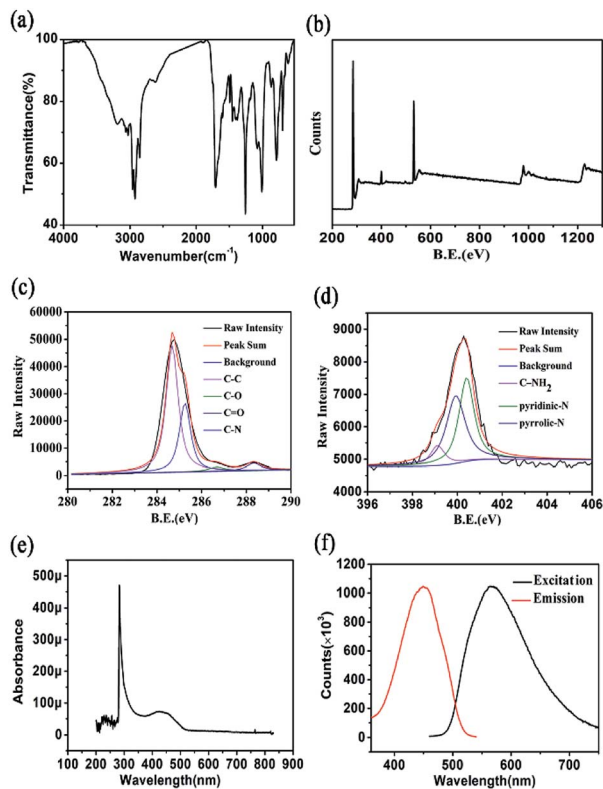 (a)
100
80
60
40
Transmittance(%)
4000 3000 2000 1000
Wavenumber(cm-1)
(b)
Counts
200 400 600 800 1000 1200
B.E.(eV)
(c)
60000
50000
40000
30000
20000
10000
0
Raw Intensity
Raw Intensity
Peak Sum
Background
C-C
C-O
C=O
C-N
280 282 284 286 288 290
B.E.(eV)
(d)
9000
8000
7000
6000
5000
Raw Intensity
Raw Intensity
Peak Sum
Background
C-NH2
pyridinic-N
pyrrolic-N
396 398 400 402 404 406
B.E.(eV)
(e)
500μ
400μ
300μ
200μ
100μ
0
Absorbance
100 200 300 400 500 600 700 800 900
Wavelength(nm)
(f)
1200
1000
800
600
400
200
0
Counts(×10³)
Excitation
Emission
400 500 600 700
Wavelength(nm)